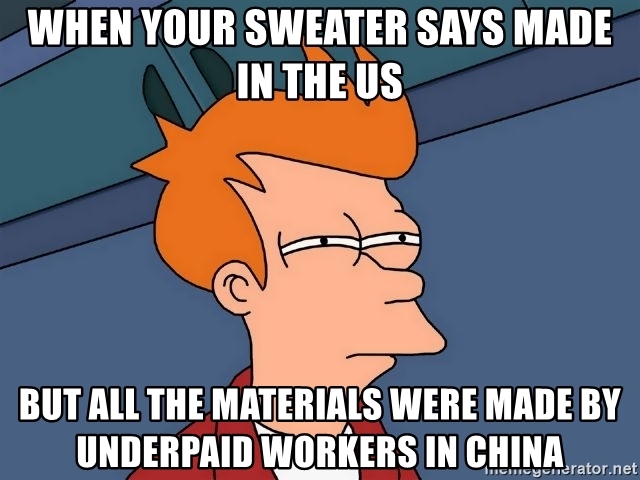 WHEN YOUR SWEATER SAYS MADE
IN THE US
BUT ALL THE MATERIALS WERE MADE BY
UNDERPAID WORKERS IN CHINA
memegenerator.net